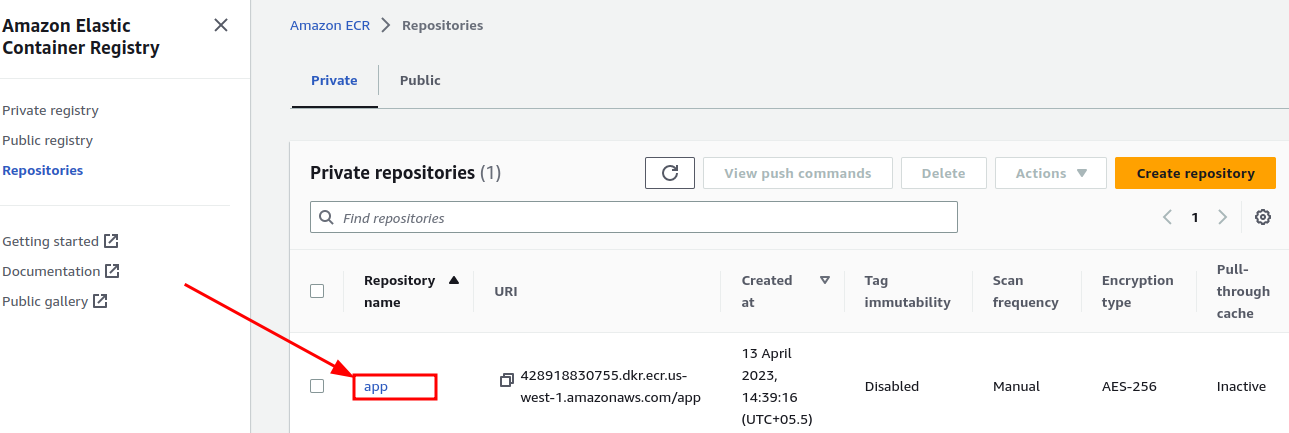 Amazon Elastic
Container Registry
Private registry
Public registry
Repositories
Getting started
Documentation
Public gallery
Amazon ECR
Repositories
Private
Public
Private repositories (1)
View push commands
Delete
Actions
Create repository
Find repositories
1
Repository
name
URI
Created
at
Tag
immutability
Scan
frequency
Encryption
type
Pull-
through
cache
app
428918830755.dkr.ecr.us-
west-1.amazonaws.com/app
13 April
2023,
14:39:16
(UTC+05.5)
Disabled
Manual
AES-256
Inactive